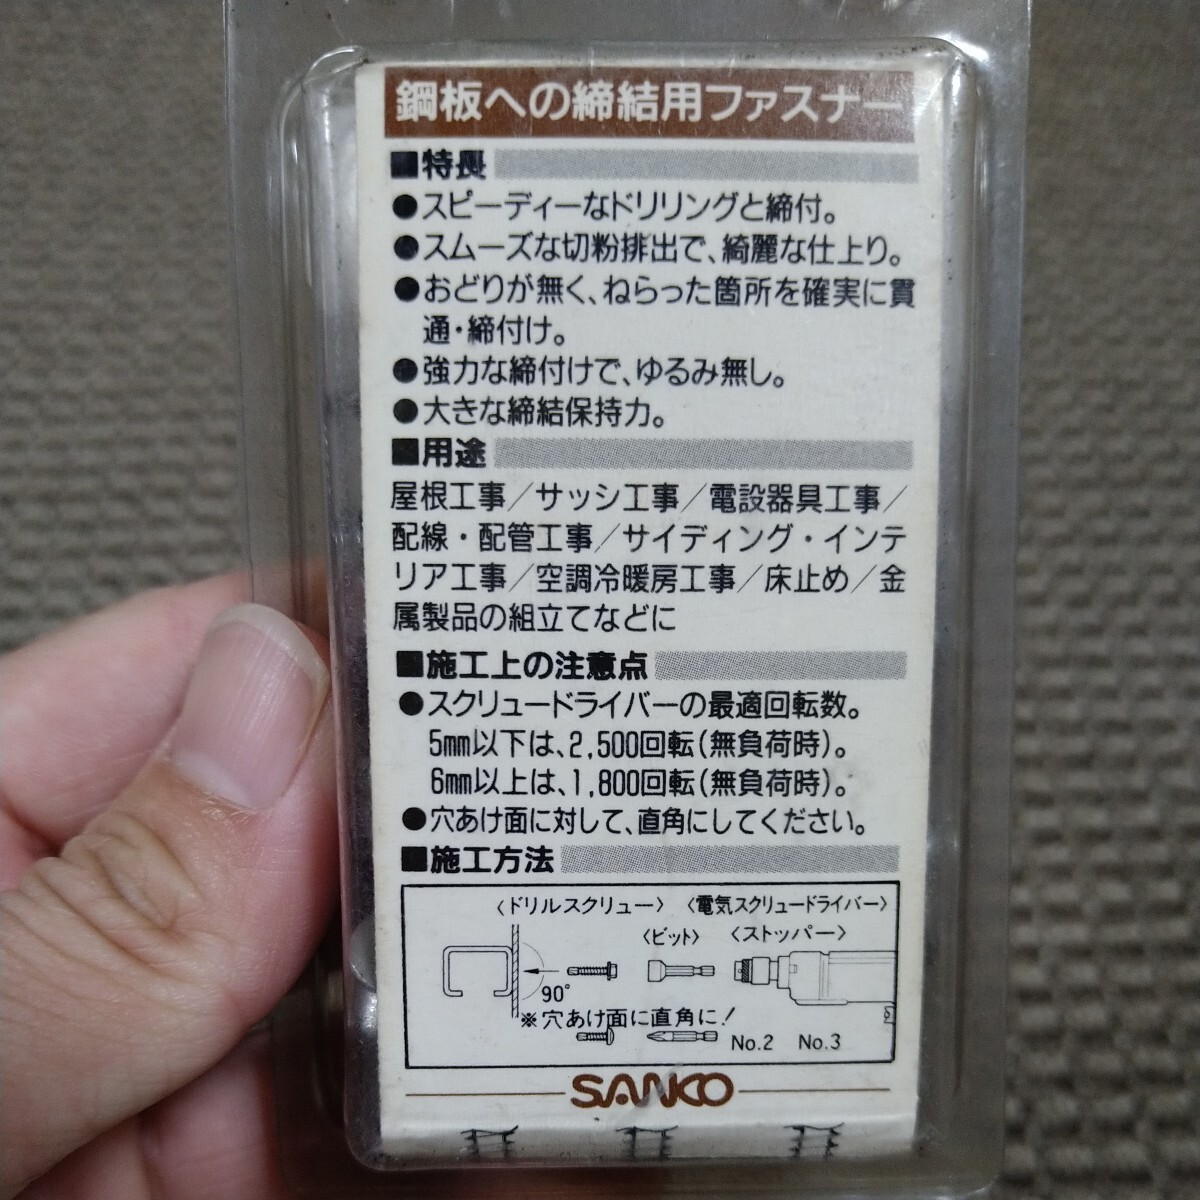 鋼板への締結用ファスナー
■特長
●スピーディーなドリリングと締付。
●スムーズな切粉排出で、綺麗な仕上り。
●おどりが無く、ねらった箇所を確実に貫
通・締付け。
●強力な締付けで、ゆるみ無し。
●大きな締結保持力。
■用途
屋根工事／サッシ工事／電設器具工事／
配線・配管工事／サイディング・インテ
リア工事／空調冷暖房工事／床止め／金
属製品の組立てなどに
■施工上の注意点
●スクリュードライバーの最適回転数。
5mm以下は、2,500回転(無負荷時)。
6mm以上は、1,800回転(無負荷時)。
●穴あけ面に対して、直角にしてください。
■施工方法
〈ドリルスクリュー〉 〈電気スクリュードライバー〉
〈ビット〉 〈ストッパー〉
90°
※穴あけ面に直角に!
No.2 No.3
SANKO